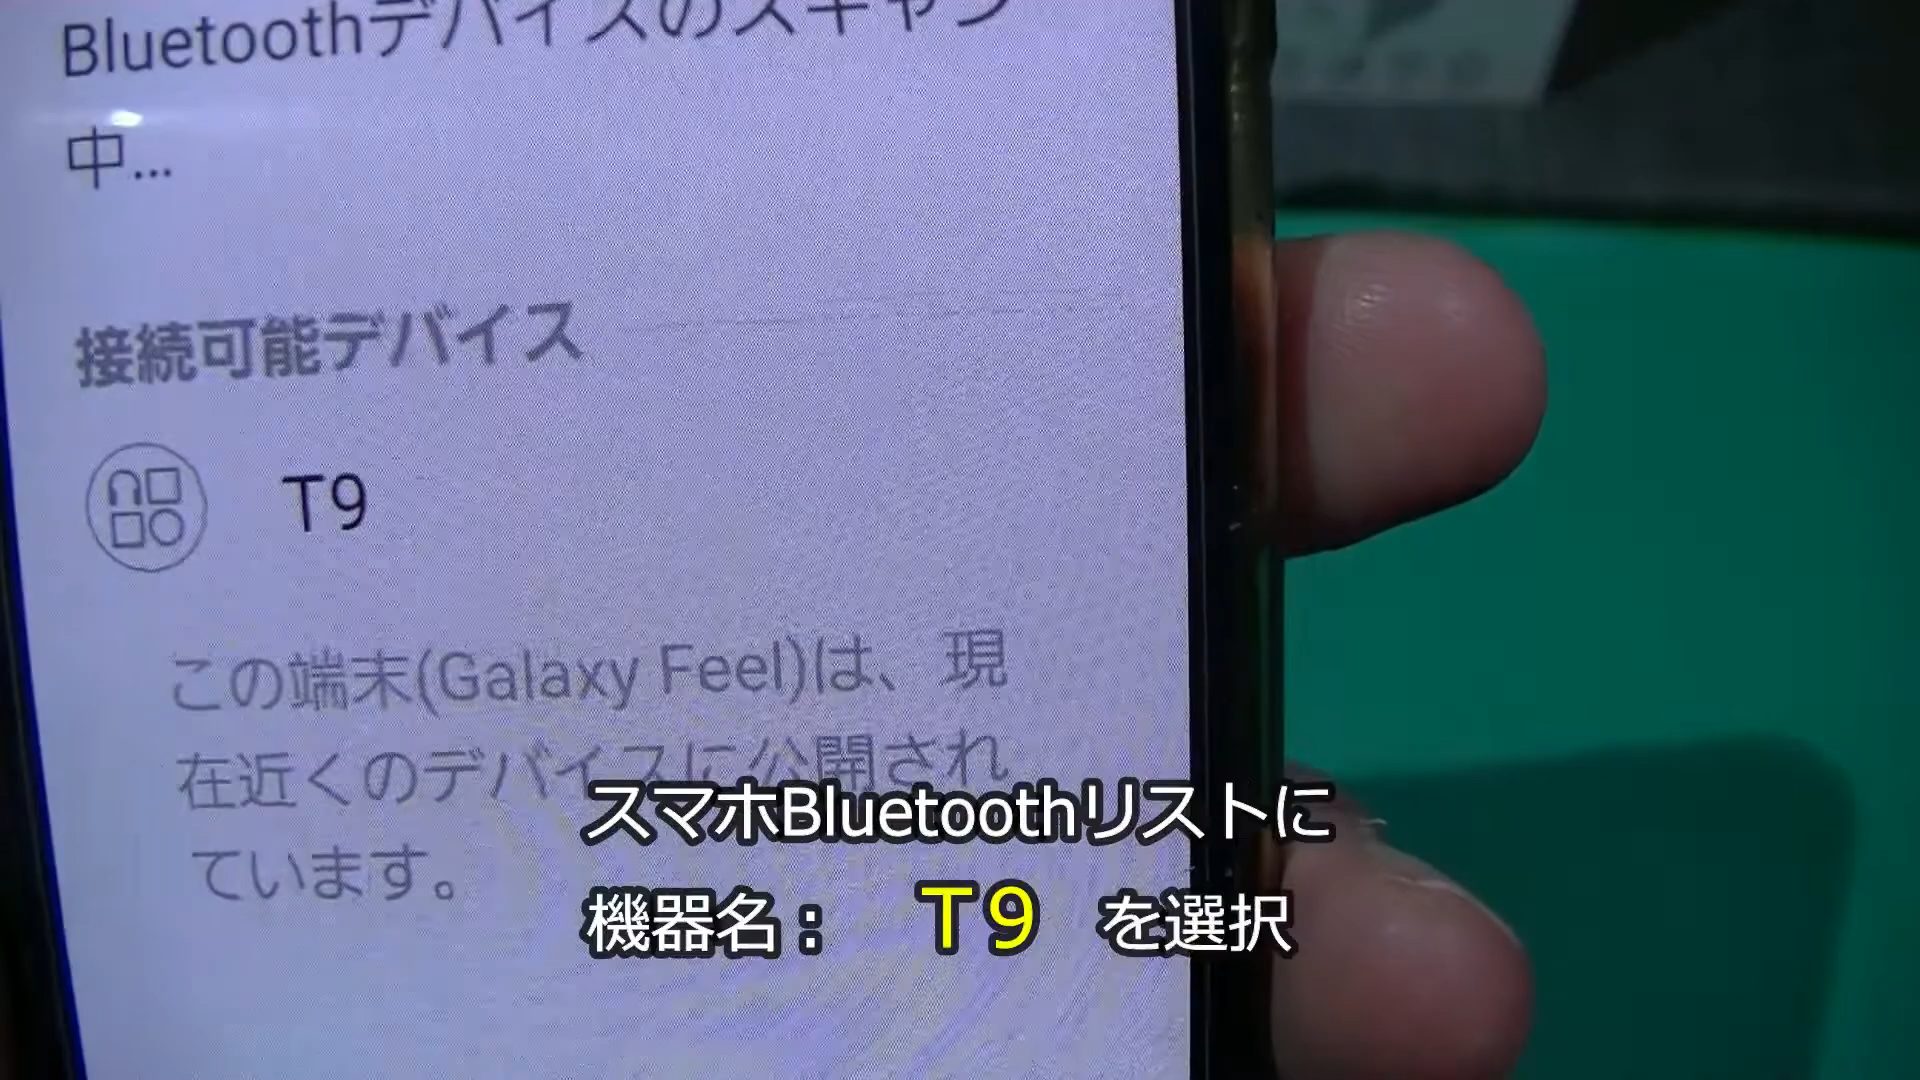 Bluetoothデバイスのスキャン
中...
接続可能デバイス
T9
この端末(Galaxy Feel)は、現
在近くのデバイスに公開され
ています。
スマホBluetoothリストに
機器名： T9 を選択